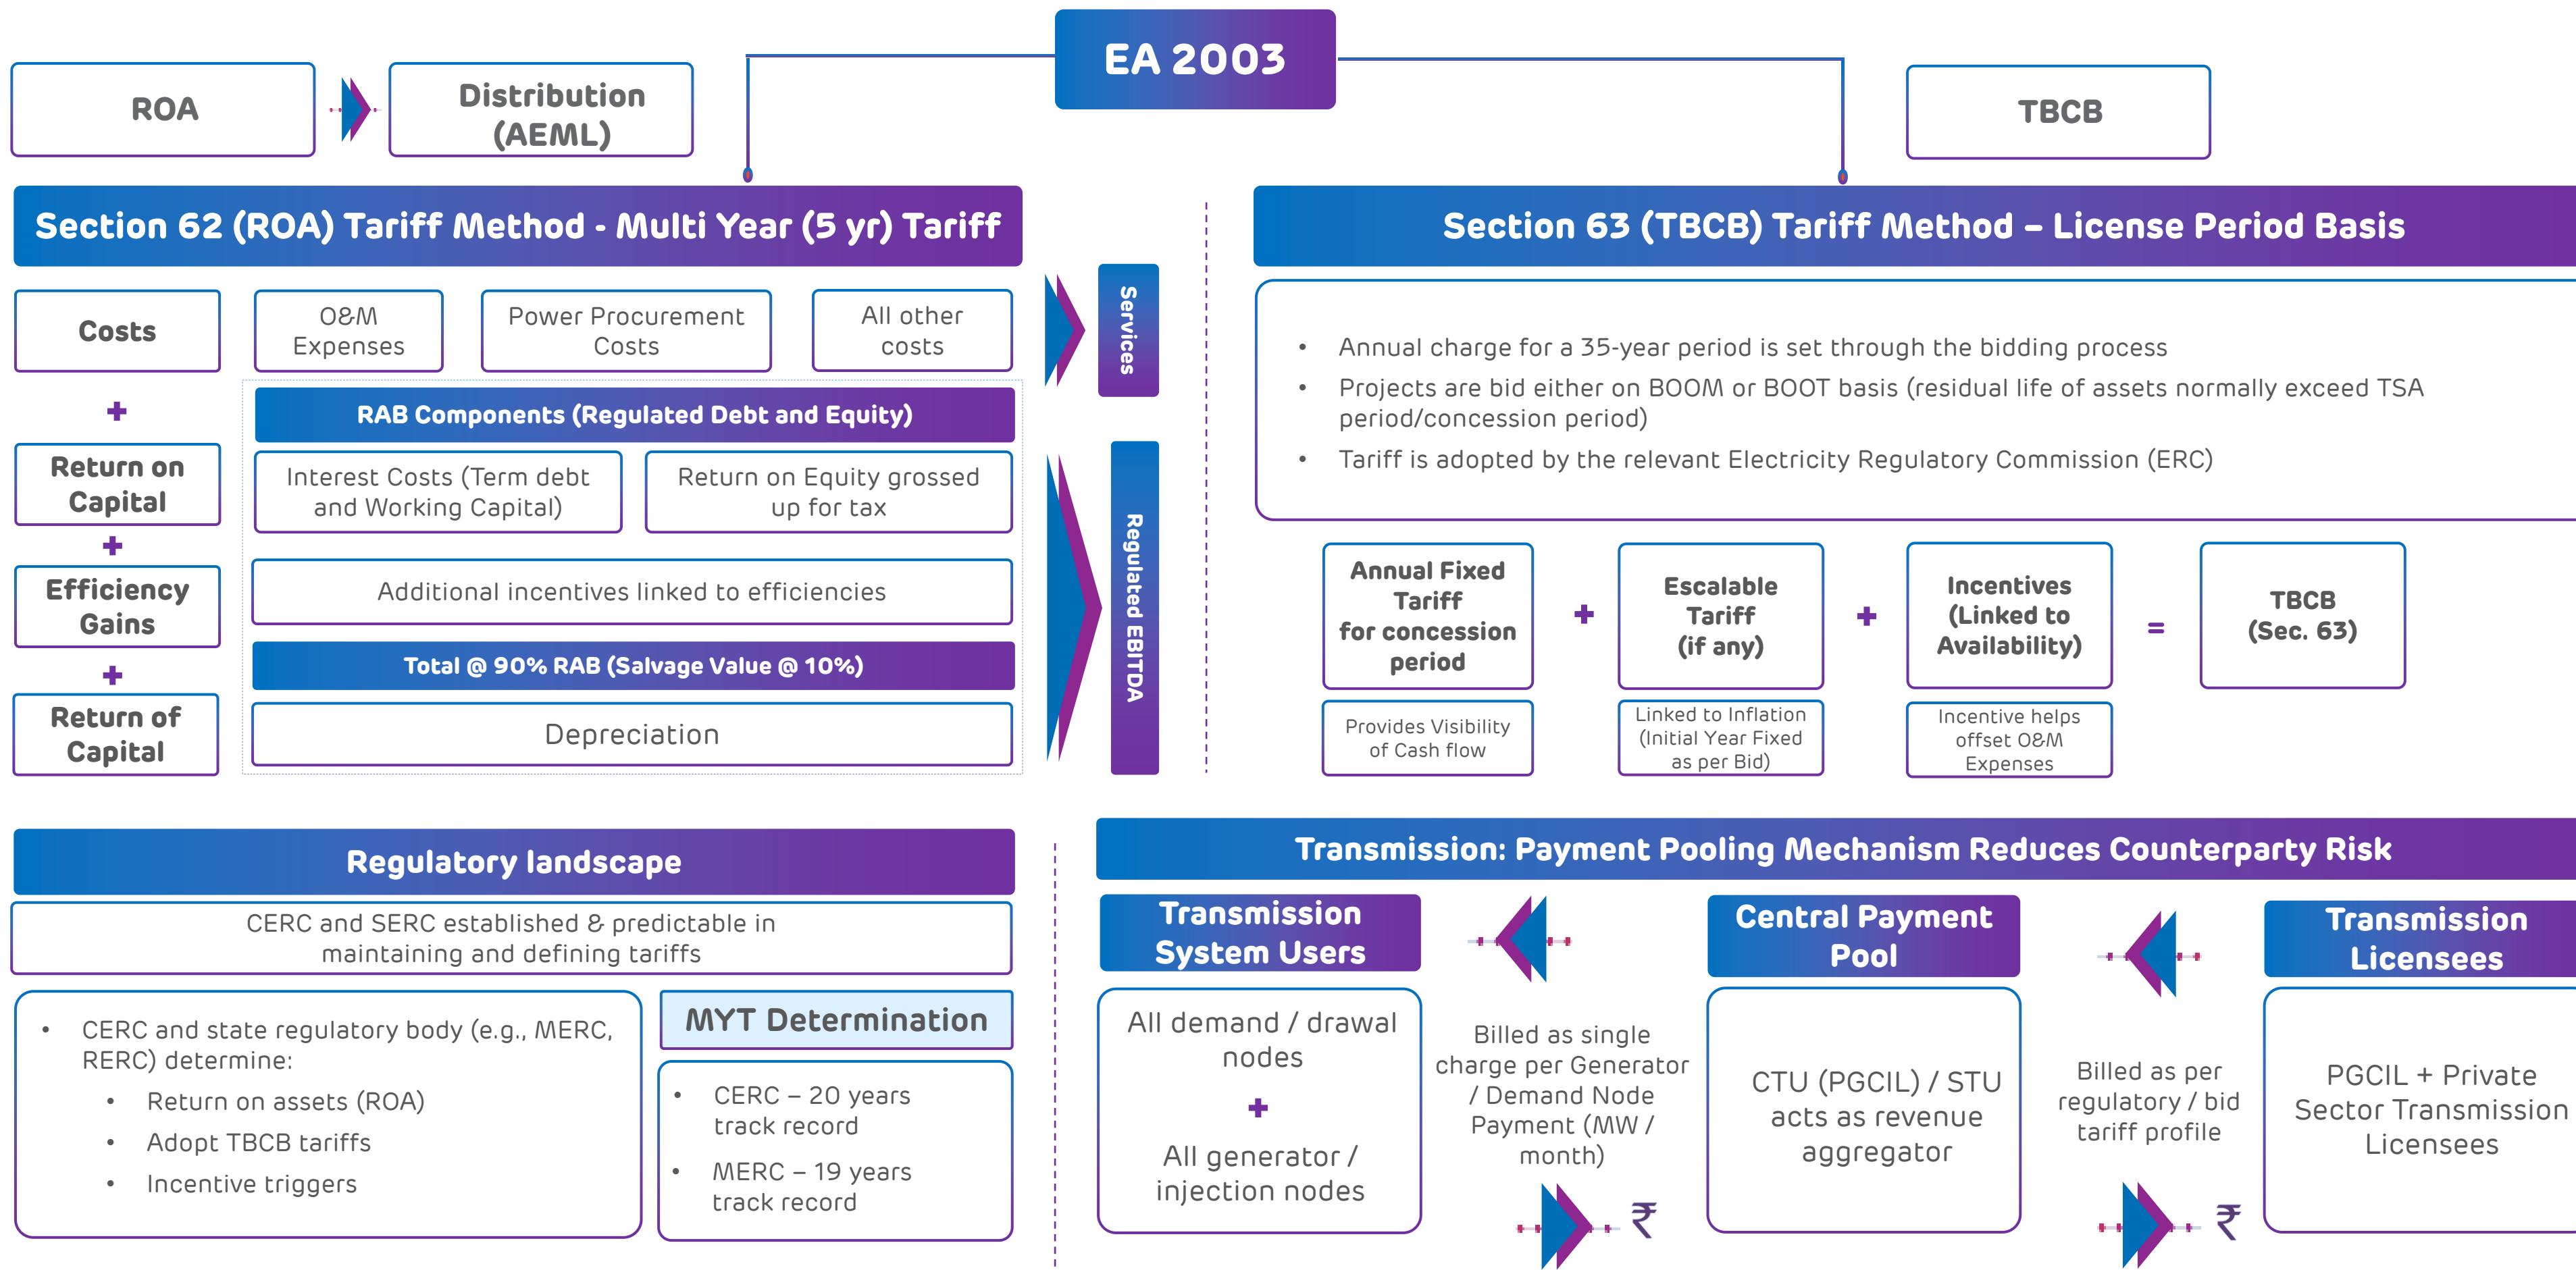 EA 2003
ROA
Distribution
(AEML)
TBCB
Section 62 (ROA) Tariff Method - Multi Year (5 yr) Tariff
Costs
O&M
Expenses
Power Procurement
Costs
All other
costs
Services
+
RAB Components (Regulated Debt and Equity)
Return on
Capital
Interest Costs (Term debt
and Working Capital)
Return on Equity grossed
up for tax
+
Efficiency
Gains
Additional incentives linked to efficiencies
Regulated EBITDA
+
Total @ 90% RAB (Salvage Value @ 10%)
Return of
Capital
Depreciation
Section 63 (TBCB) Tariff Method – License Period Basis
• Annual charge for a 35-year period is set through the bidding process
• Projects are bid either on BOOM or BOOT basis (residual life of assets normally exceed TSA
period/concession period)
• Tariff is adopted by the relevant Electricity Regulatory Commission (ERC)
Annual Fixed
Tariff
for concession
period
+
Escalable
Tariff
(if any)
+
Incentives
(Linked to
Availability)
=
TBCB
(Sec. 63)
Provides Visibility
of Cash flow
Linked to Inflation
(Initial Year Fixed
as per Bid)
Incentive helps
offset O&M
Expenses
Regulatory landscape
CERC and SERC established & predictable in
maintaining and defining tariffs
• CERC and state regulatory body (e.g., MERC,
RERC) determine:
• Return on assets (ROA)
• Adopt TBCB tariffs
• Incentive triggers
MYT Determination
• CERC – 20 years
track record
• MERC – 19 years
track record
Transmission: Payment Pooling Mechanism Reduces Counterparty Risk
Transmission
System Users
All demand / drawal
nodes
+
All generator /
injection nodes
Billed as single
charge per Generator
/ Demand Node
Payment (MW /
month)
₹
Central Payment
Pool
CTU (PGCIL) / STU
acts as revenue
aggregator
Billed as per
regulatory / bid
tariff profile
₹
Transmission
Licensees
PGCIL + Private
Sector Transmission
Licensees